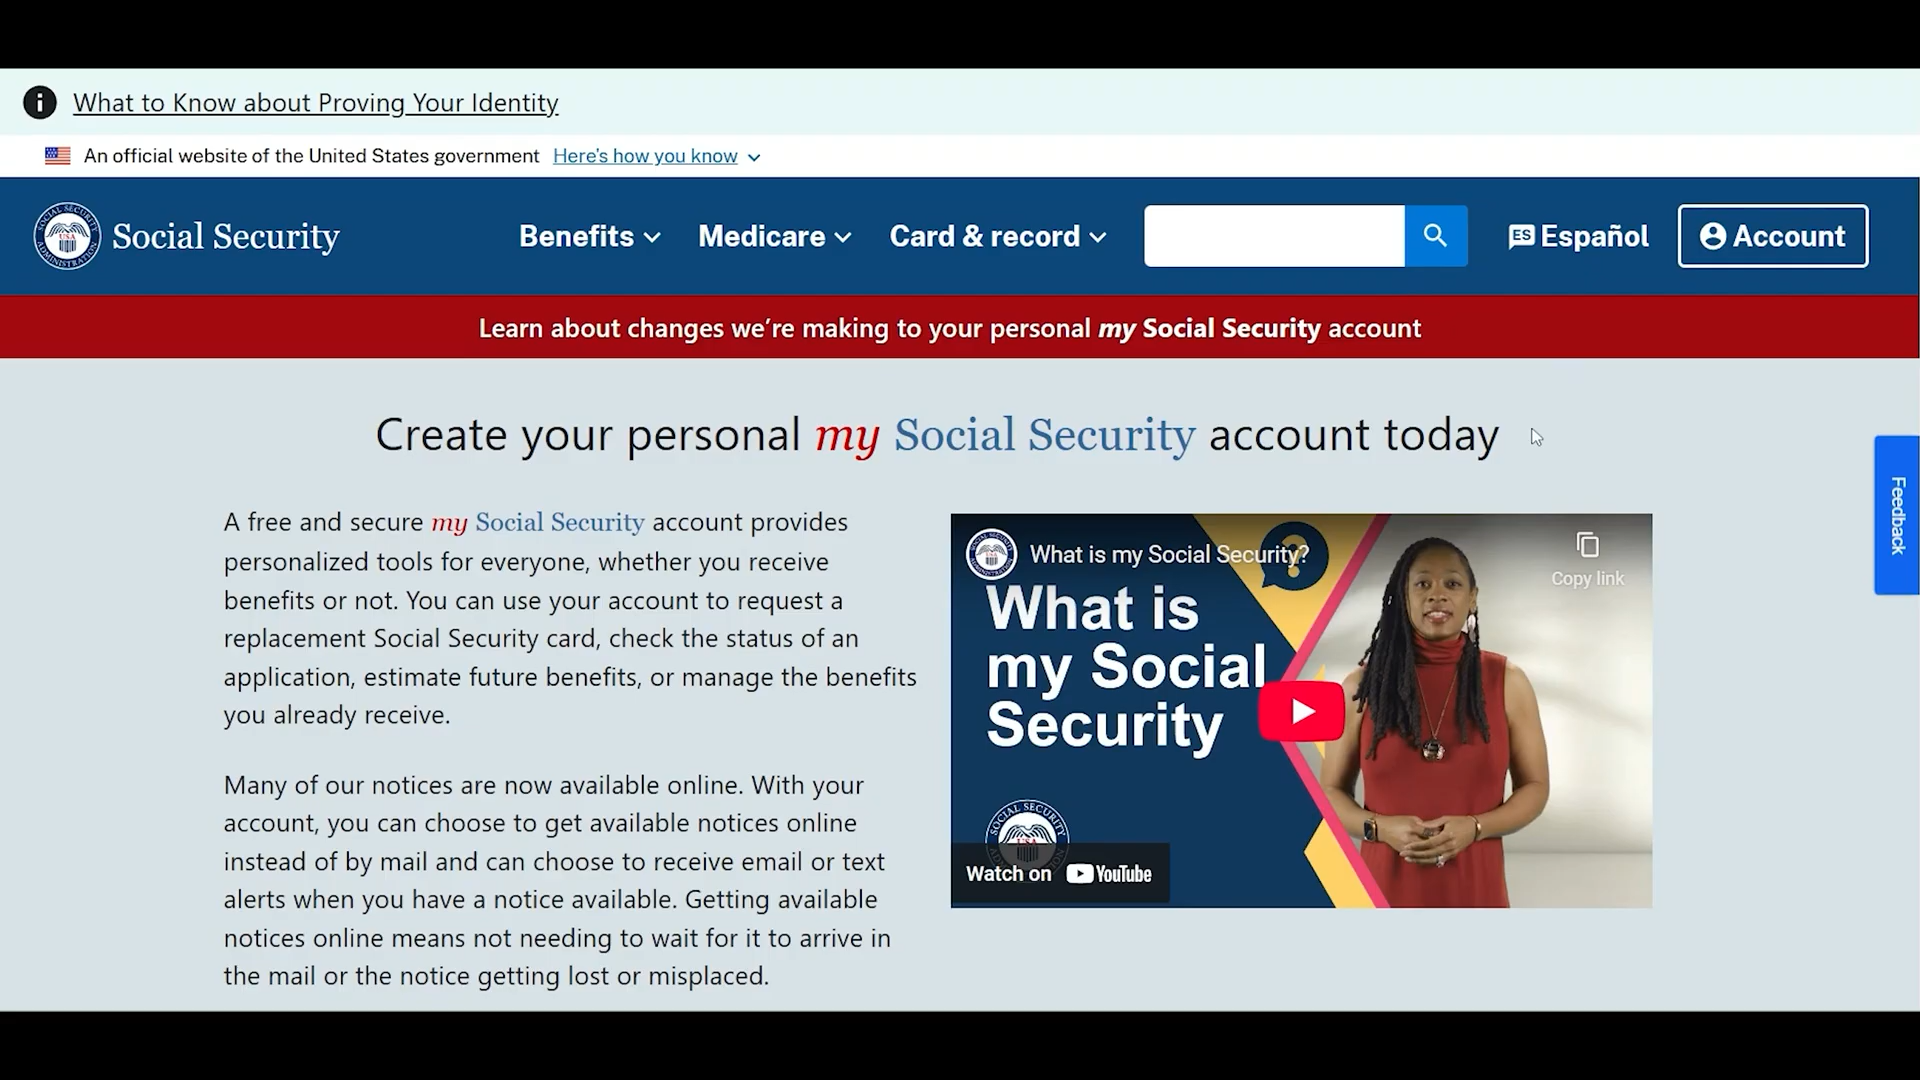 What to Know about Proving Your Identity
An official website of the United States government Here's how you know
Social Security
Benefits
Medicare
Card & record
ES Español
Account
Learn about changes we’re making to your personal my Social Security account
Create your personal my Social Security account today
A free and secure my Social Security account provides
personalized tools for everyone, whether you receive
benefits or not. You can use your account to request a
replacement Social Security card, check the status of an
application, estimate future benefits, or manage the benefits
you already receive.
Many of our notices are now available online. With your
account, you can choose to get available notices online
instead of by mail and can choose to receive email or text
alerts when you have a notice available. Getting available
notices online means not needing to wait for it to arrive in
the mail or the notice getting lost or misplaced.
What is my Social Security?
Copy link
What is
my Social
Security
SOCIAL SECURITY
USA
Watch on YouTube
Feedback